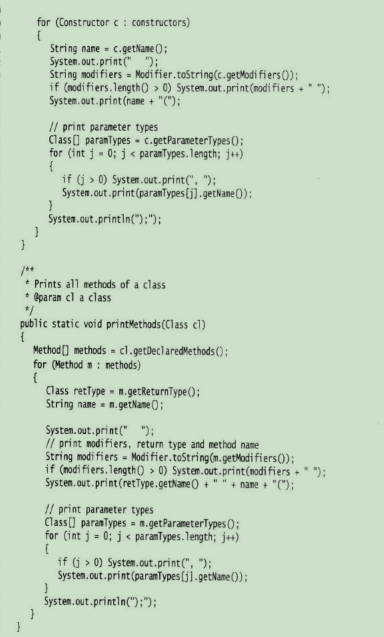 for (Constructor c : constructors)
{
String name = c.getName();
System.out.print("   ");
String modifiers = Modifier.toString(c.getModifiers());
if (modifiers.length() > 0) System.out.print(modifiers + " ");
System.out.print(name + "(");
// print parameter types
Class[] paramTypes = c.getParameterTypes();
for (int j = 0; j < paramTypes.length; j++)
{
if (j > 0) System.out.print(", ");
System.out.print(paramTypes[j].getName());
}
System.out.println(");");
}
}
/**
* Prints all methods of a class
* @param cl a class
*/
public static void printMethods(Class cl)
{
Method[] methods = cl.getDeclaredMethods();
for (Method m : methods)
{
Class retType = m.getReturnType();
String name = m.getName();
System.out.print("   ");
// print modifiers, return type and method name
String modifiers = Modifier.toString(m.getModifiers());
if (modifiers.length() > 0) System.out.print(modifiers + " ");
System.out.print(retType.getName() + " " + name + "(");
// print parameter types
Class[] paramTypes = m.getParameterTypes();
for (int j = 0; j < paramTypes.length; j++)
{
if (j > 0) System.out.print(", ");
System.out.print(paramTypes[j].getName());
}
System.out.println(");");
}
}